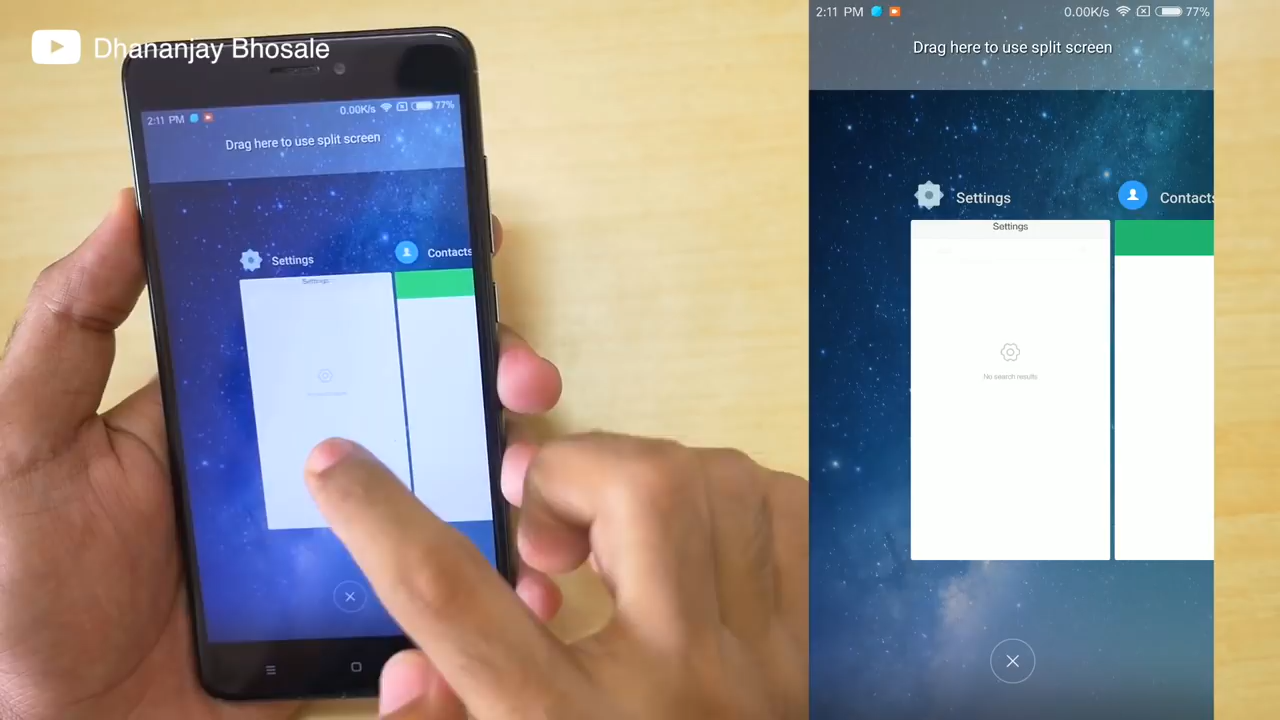 Dhananjay Bhosale
2:11 PM
0.00K/s
77%
Drag here to use split screen
Settings
Contacts
Settings
2:11 PM
0.00K/s
77%
Drag here to use split screen
Settings
Contacts
Settings
No search results